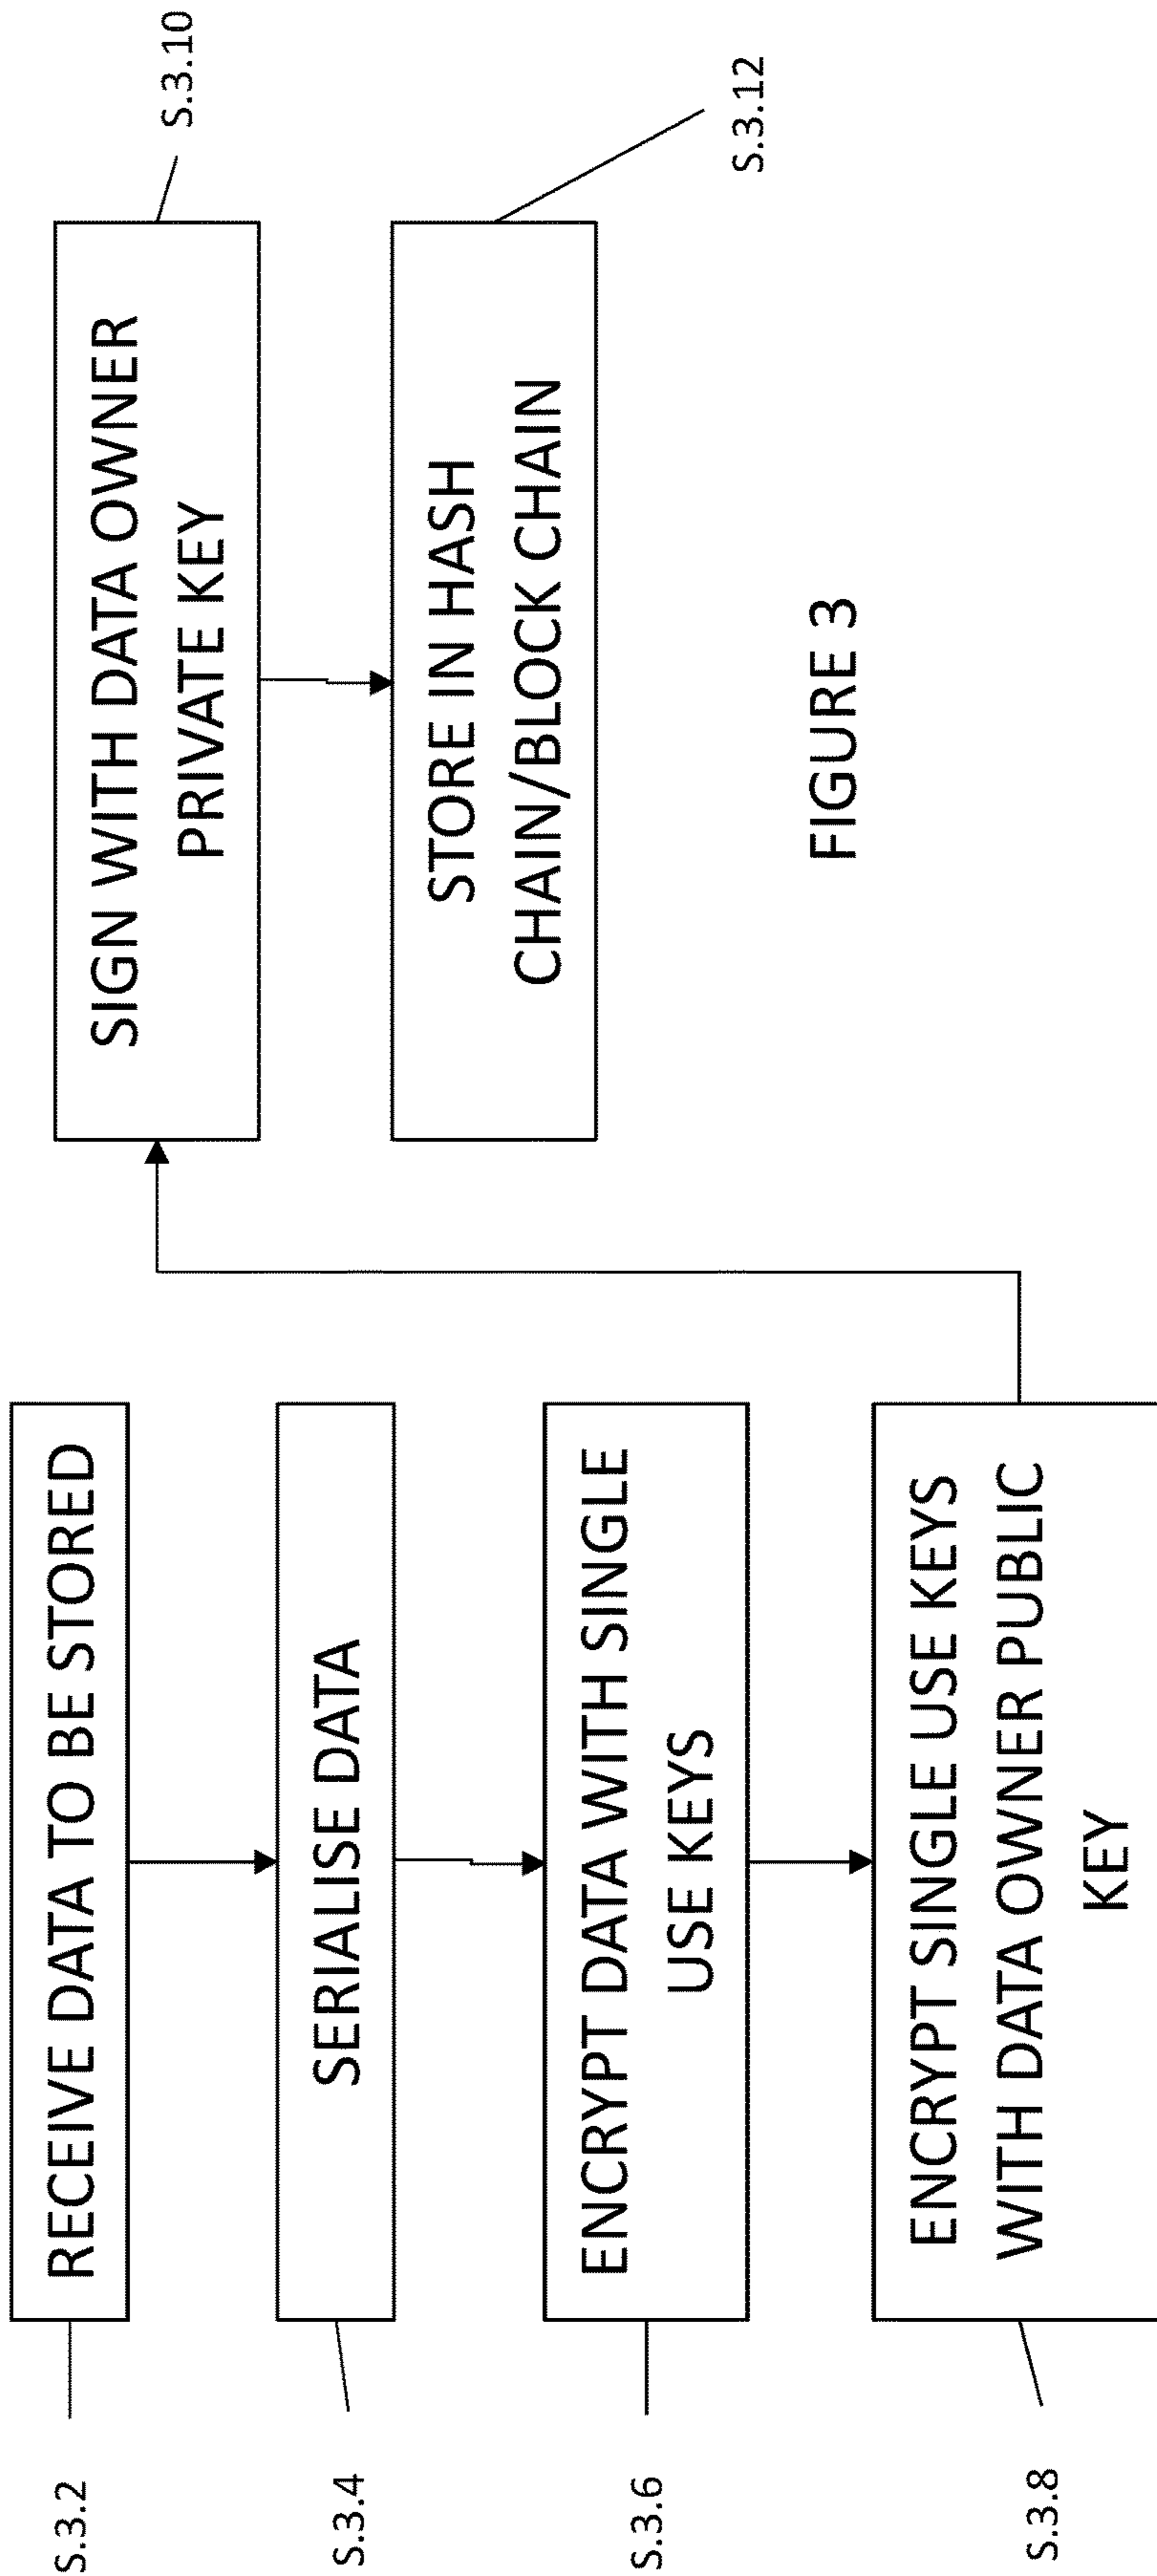 S.3.2
RECEIVE DATA TO BE STORED
S.3.4
SERIALISE DATA
S.3.6
ENCRYPT DATA WITH SINGLE
USE KEYS
S.3.8
ENCRYPT SINGLE USE KEYS
WITH DATA OWNER PUBLIC
KEY
SIGN WITH DATA OWNER
PRIVATE KEY
S.3.10
STORE IN HASH
CHAIN/BLOCK CHAIN
S.3.12
FIGURE 3